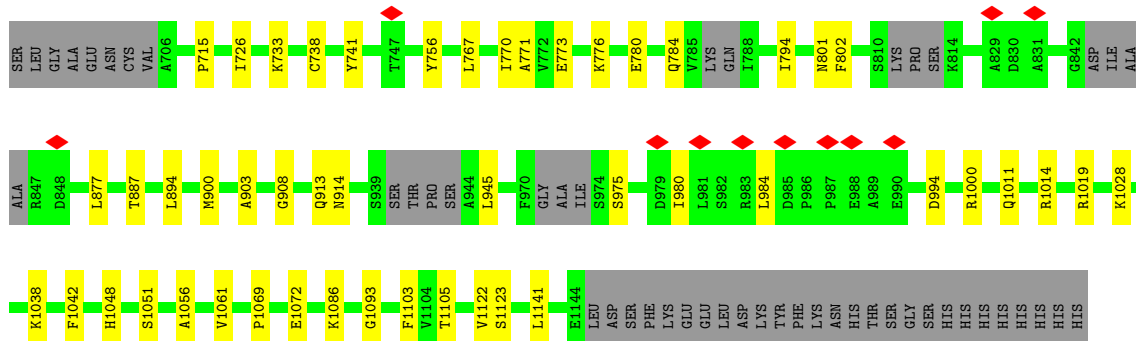 SER LEU GLY ALA GLU ASN CYS VAL A706 P715 I726 K733 C738 Y741 T747 Y756 L767 I770 A771 V772 E773 K776 E780 Q784 V785 LYS GLN I788 I794 N801 F802 S810 LYS PRO SER K814 A829 D830 A831 G842 ASP ILE ALA
ALA R847 D848 L877 T887 L894 M900 A903 G908 Q913 N914 S939 SER THR PRO SER A944 L945 F970 GLY ALA ILE S974 S975 D979 I980 L981 S982 R983 L984 D985 P986 P987 E988 A989 E990 D994 R1000 Q1011 R1014 R1019 K1028
K1038 F1042 H1048 S1051 A1056 V1061 P1069 E1072 K1086 G1093 F1103 V1104 T1105 V1122 S1123 L1141 E1144 LEU ASP SER PHE LYS GLU GLU LEU ASP LYS TYR PHE LYS ASN HIS THR SER GLY SER HIS HIS HIS HIS HIS HIS HIS HIS